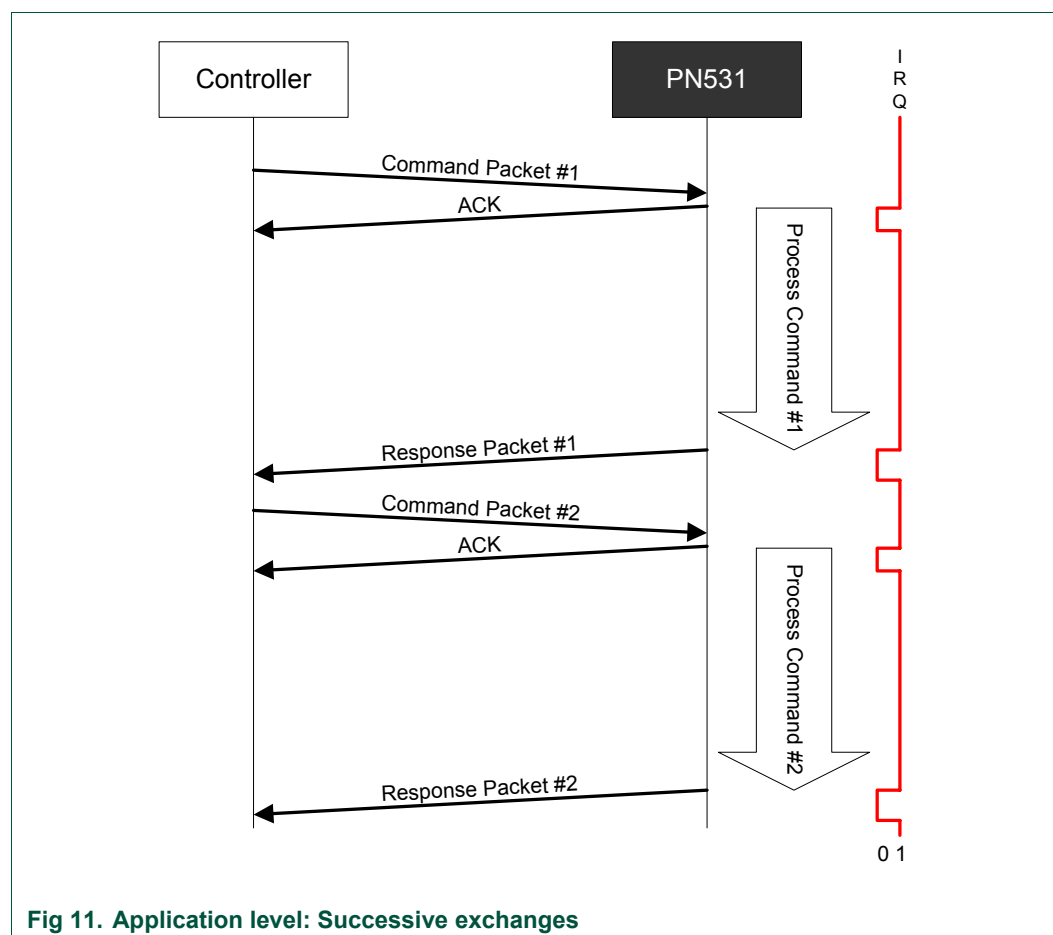 Controller
PN531
I
R
Q
Command Packet #1
ACK
Process Command #1
Response Packet #1
Command Packet #2
ACK
Process Command #2
Response Packet #2
0 1
Fig 11. Application level: Successive exchanges